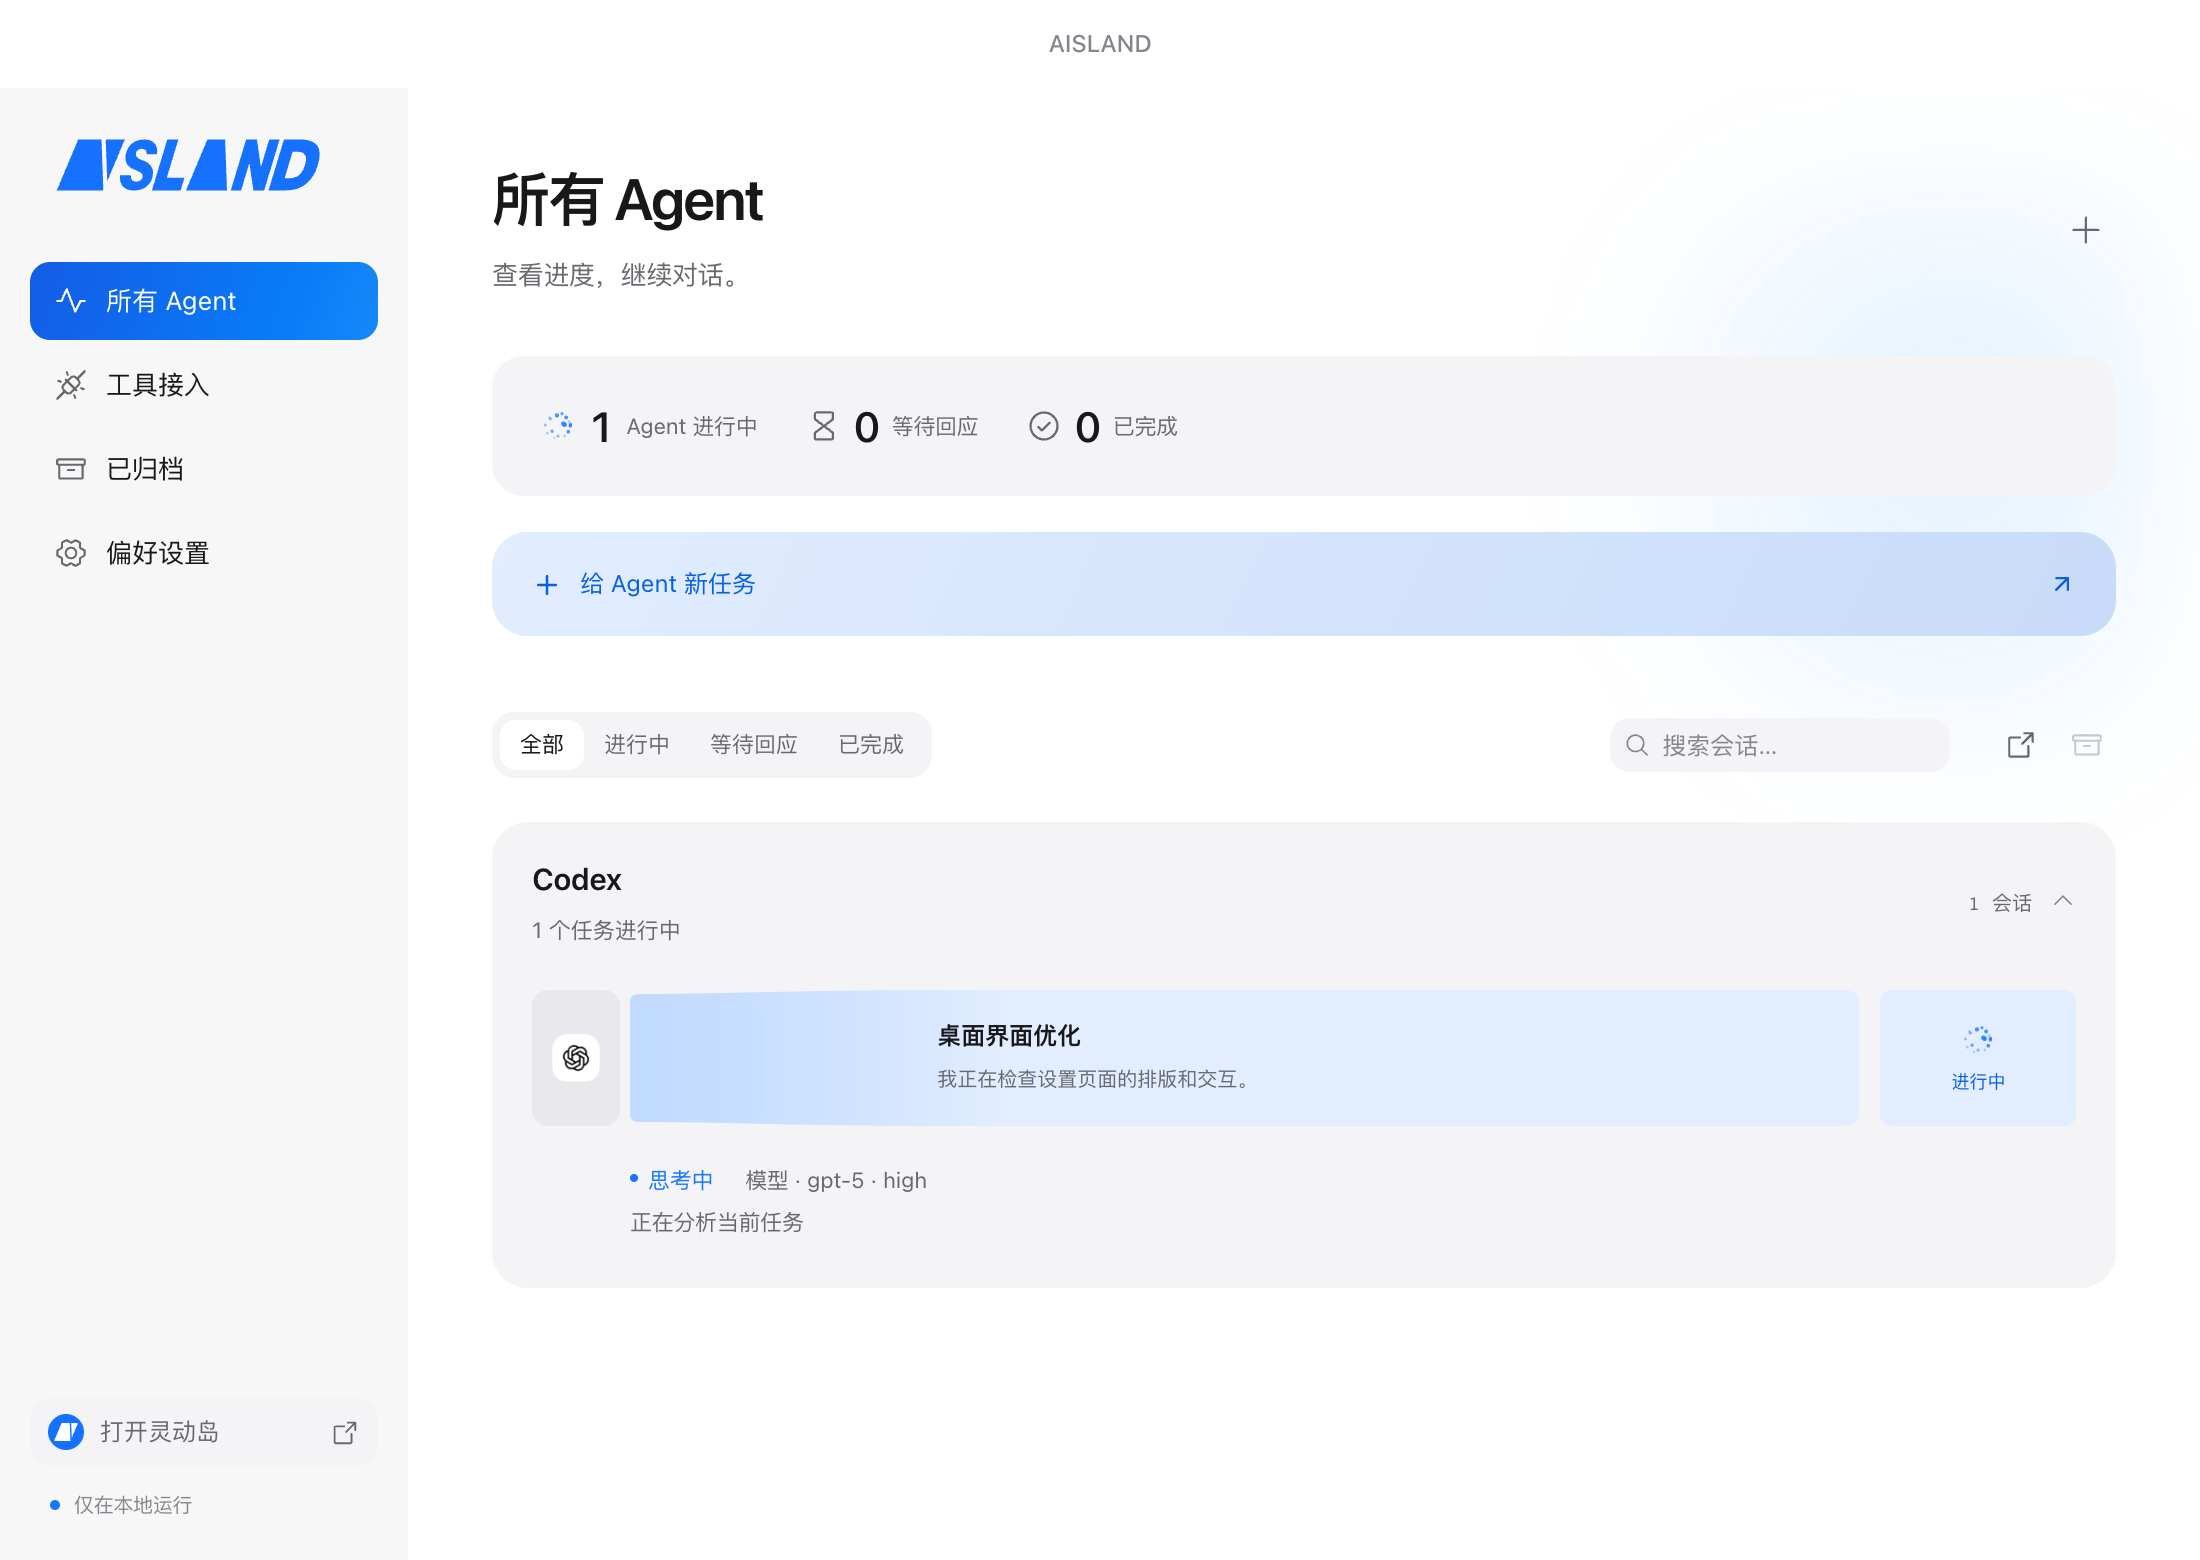 AISLAND
AISLAND
所有 Agent
工具接入
已归档
偏好设置
打开灵动岛
仅在本地运行
所有 Agent
查看进度，继续对话。
1 Agent 进行中 0 等待回应 0 已完成
给 Agent 新任务
全部 进行中 等待回应 已完成 搜索会话...
Codex
1 个任务进行中
1 会话
桌面界面优化
我正在检查设置页面的排版和交互。
进行中
思考中 模型 · gpt-5 · high
正在分析当前任务